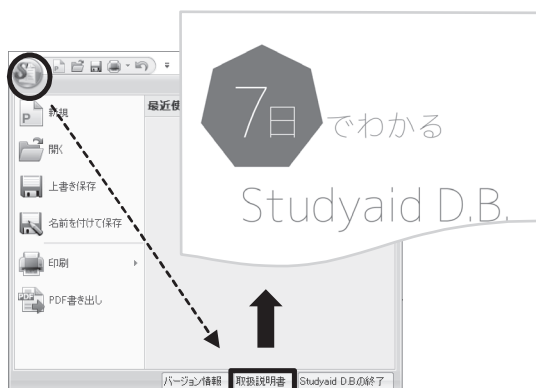 7日でわかる
Studyaid D.B.
最近使
新規
開く
上書き保存
名前を付けて保存
印刷
PDF書き出し
バージョン情報 取扱説明書 Studyaid D.B.の終了